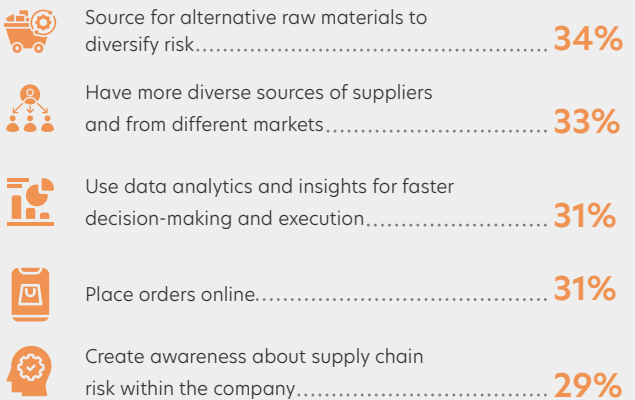 Source for alternative raw materials to
diversify risk.................................................... 34%
Have more diverse sources of suppliers
and from different markets................................ 33%
Use data analytics and insights for faster
decision-making and execution.......................... 31%
Place orders online.......................................... 31%
Create awareness about supply chain
risk within the company.................................... 29%